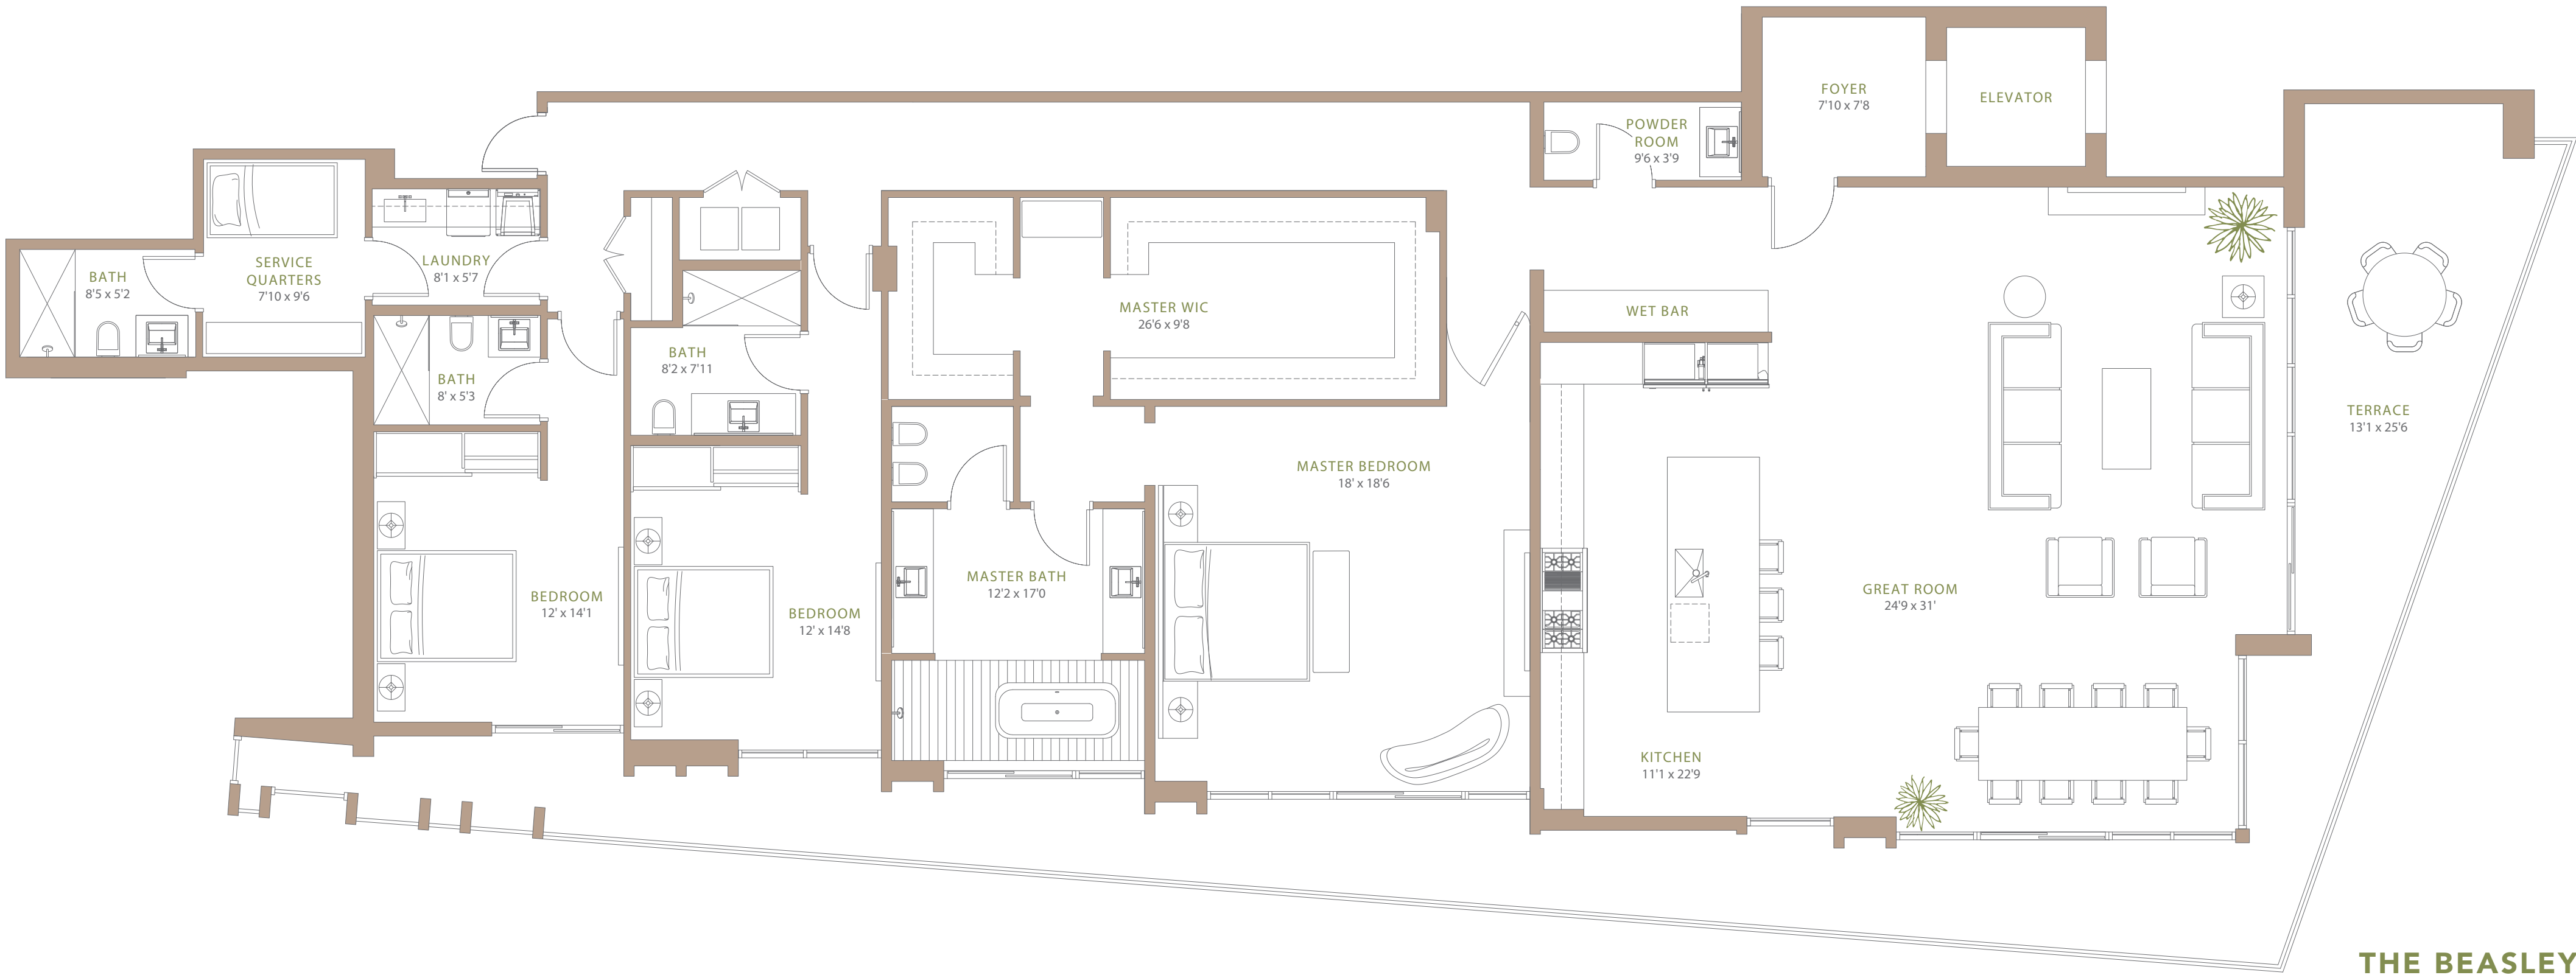 FOYER
7'10 x 7'8
ELEVATOR
POWDER
ROOM
9'6 x 3'9
SERVICE
QUARTERS
7'10 x 9'6
LAUNDRY
8'1 x 5'7
BATH
8'5 x 5'2
BATH
8' x 5'3
BATH
8'2 x 7'11
MASTER WIC
26'6 x 9'8
WET BAR
TERRACE
13'1 x 25'6
MASTER BEDROOM
18' x 18'6
MASTER BATH
12'2 x 17'0
BEDROOM
12' x 14'1
BEDROOM
12' x 14'8
GREAT ROOM
24'9 x 31'
KITCHEN
11'1 x 22'9
THE BEASLEY